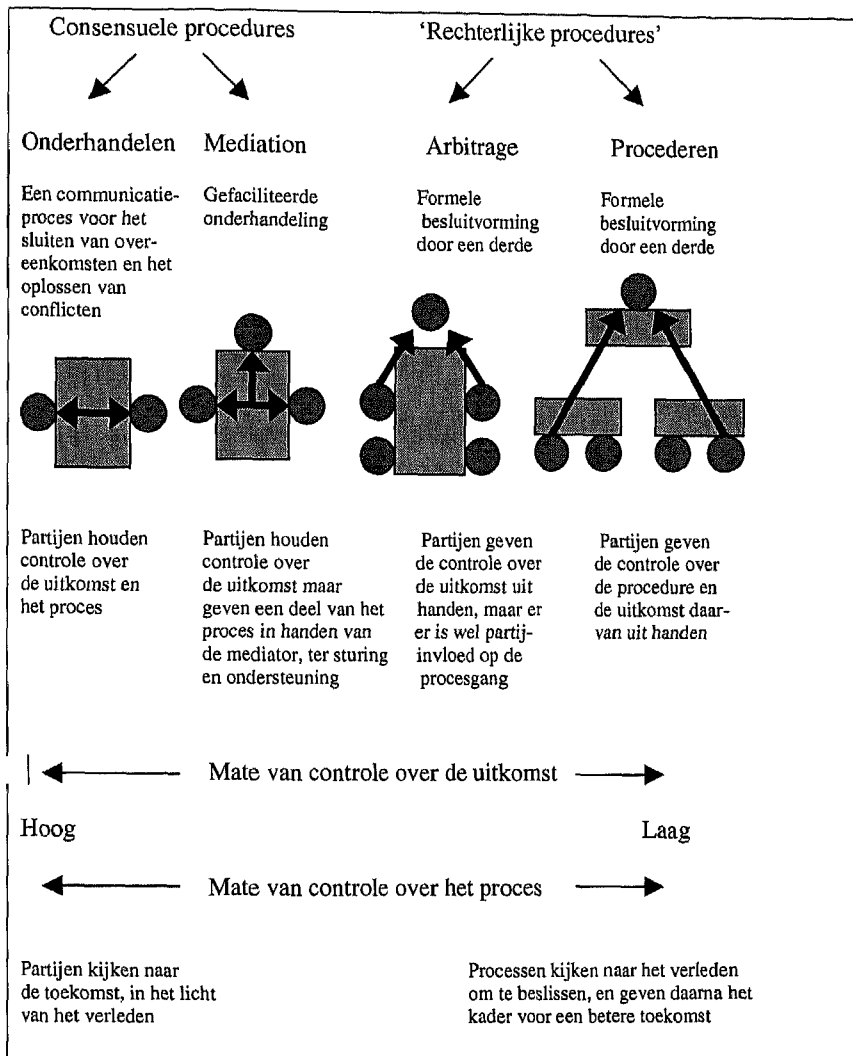 Consensuele procedures
'Rechterlijke procedures'
Onderhandelen
Mediation
Arbitrage
Procederen
Een communicatie-
proces voor het
sluiten van over-
eenkomsten en het
oplossen van
conflicten
Gefaciliteerde
onderhandeling
Formele
besluitvorming
door een derde
Formele
besluitvorming
door een derde
Partijen houden
controle over
de uitkomst en
het proces
Partijen houden
controle over
de uitkomst maar
geven een deel van het
proces in handen van
de mediator, ter sturing
en ondersteuning
Partijen geven
de controle over
de uitkomst uit
handen, maar er
er is wel partij-
invloed op de
procesgang
Partijen geven
de controle over
de procedure en
de uitkomst daar-
van uit handen
Mate van controle over de uitkomst
Hoog
Laag
Mate van controle over het proces
Partijen kijken naar
de toekomst, in het licht
van het verleden
Processen kijken naar het verleden
om te beslissen, en geven daarna het
kader voor een betere toekomst